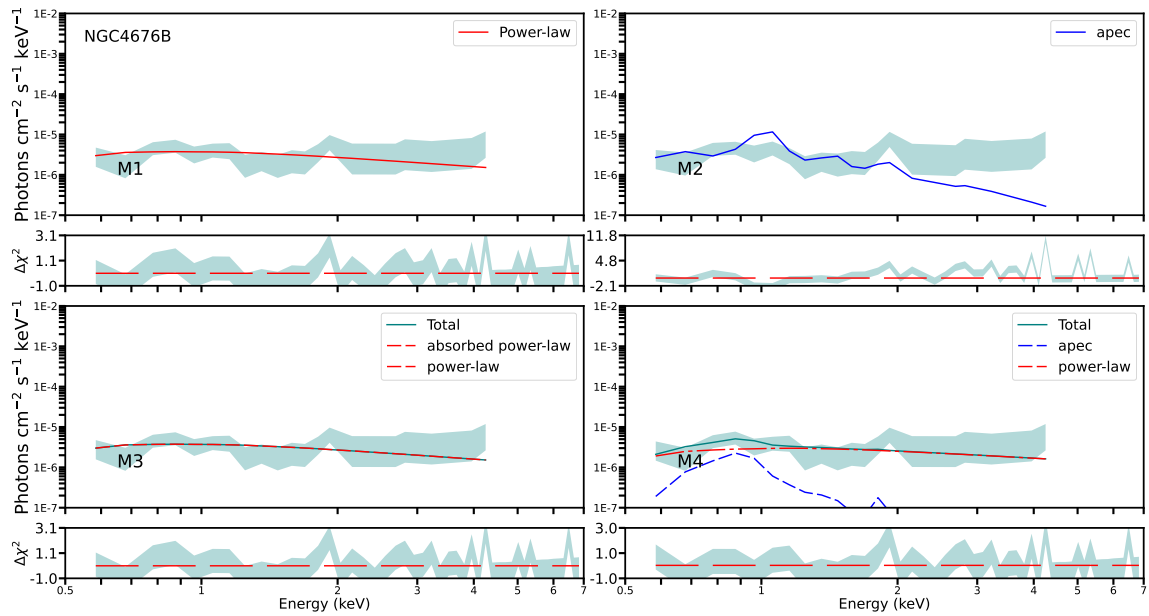 Photons cm−2 s−1 keV−1
1E-2
1E-3
1E-4
1E-5
1E-6
1E-7
NGC4676B
Power-law
M1
1E-2
1E-3
1E-4
1E-5
1E-6
1E-7
apec
M2
Δχ2
3.1
1.1
-1.0
11.8
4.8
-2.1
Photons cm−2 s−1 keV−1
1E-2
1E-3
1E-4
1E-5
1E-6
1E-7
Total
absorbed power-law
power-law
M3
1E-2
1E-3
1E-4
1E-5
1E-6
1E-7
Total
apec
power-law
M4
Δχ2
3.1
1.1
-1.0
3.0
1.0
-1.0
0.5 1 2 3 4 5 6 7
0.5 1 2 3 4 5 6 7
Energy (keV)
Energy (keV)